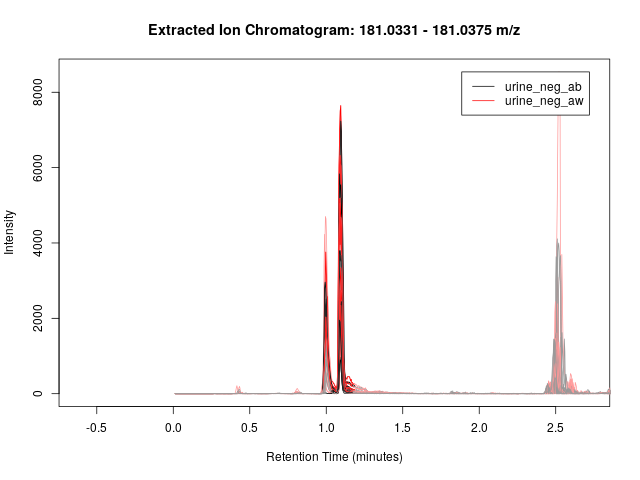 Extracted Ion Chromatogram: 181.0331 - 181.0375 m/z
urine_neg_ab
urine_neg_aw
8000
6000
4000
2000
0
Intensity
-0.5 0.0 0.5 1.0 1.5 2.0 2.5
Retention Time (minutes)